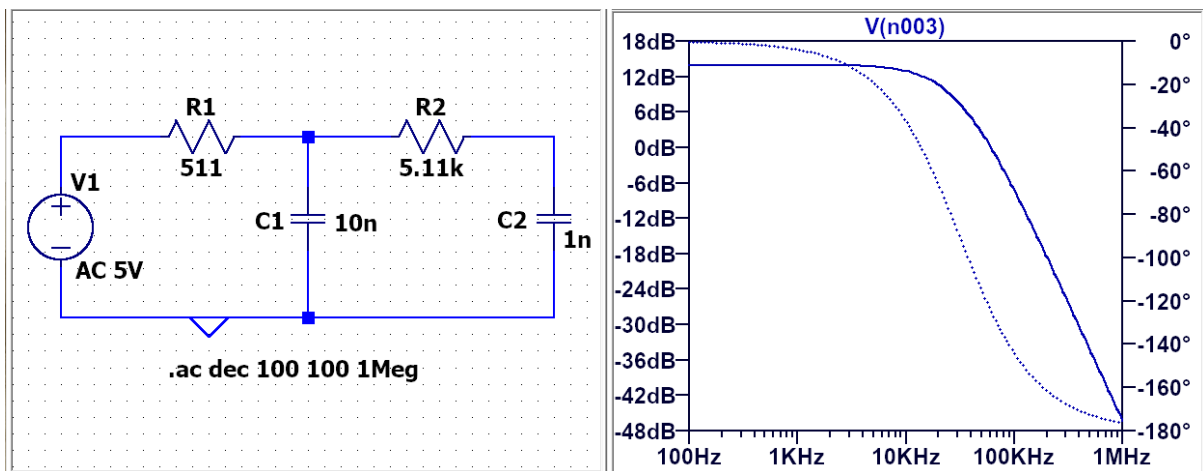 R1
R2
511
5.11k
V1
C1
10n
C2
1n
AC 5V
.ac dec 100 100 1Meg
V(n003)
18dB
12dB
6dB
0dB
-6dB
-12dB
-18dB
-24dB
-30dB
-36dB
-42dB
-48dB
0°
-20°
-40°
-60°
-80°
-100°
-120°
-140°
-160°
-180°
100Hz
1KHz
10KHz
100KHz
1MHz